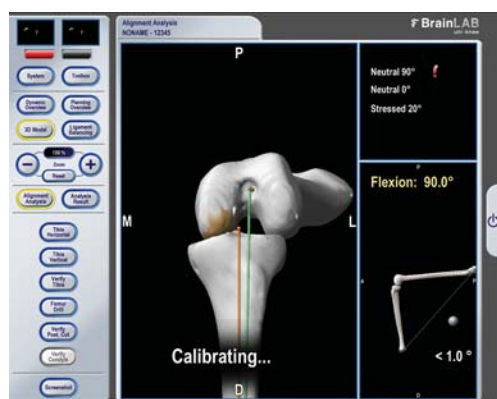 Alignment Analysis
NONAME - 12345
BrainLAB
uni-knee
System
Toolbox
Dynamic Overview
Planning Overview
3D Model
Ligament Balancing
100 %
Zoom
Reset
Alignment Analysis
Analysis Result
Tibia Horizontal
Tibia Vertical
Verify Tibia
Femur Drill
Verify Post. Cut
Verify Condyle
Screenshot
P
M
L
Calibrating...
D
Neutral 90°
Neutral 0°
Stressed 20°
Flexion: 90.0°
< 1.0 °